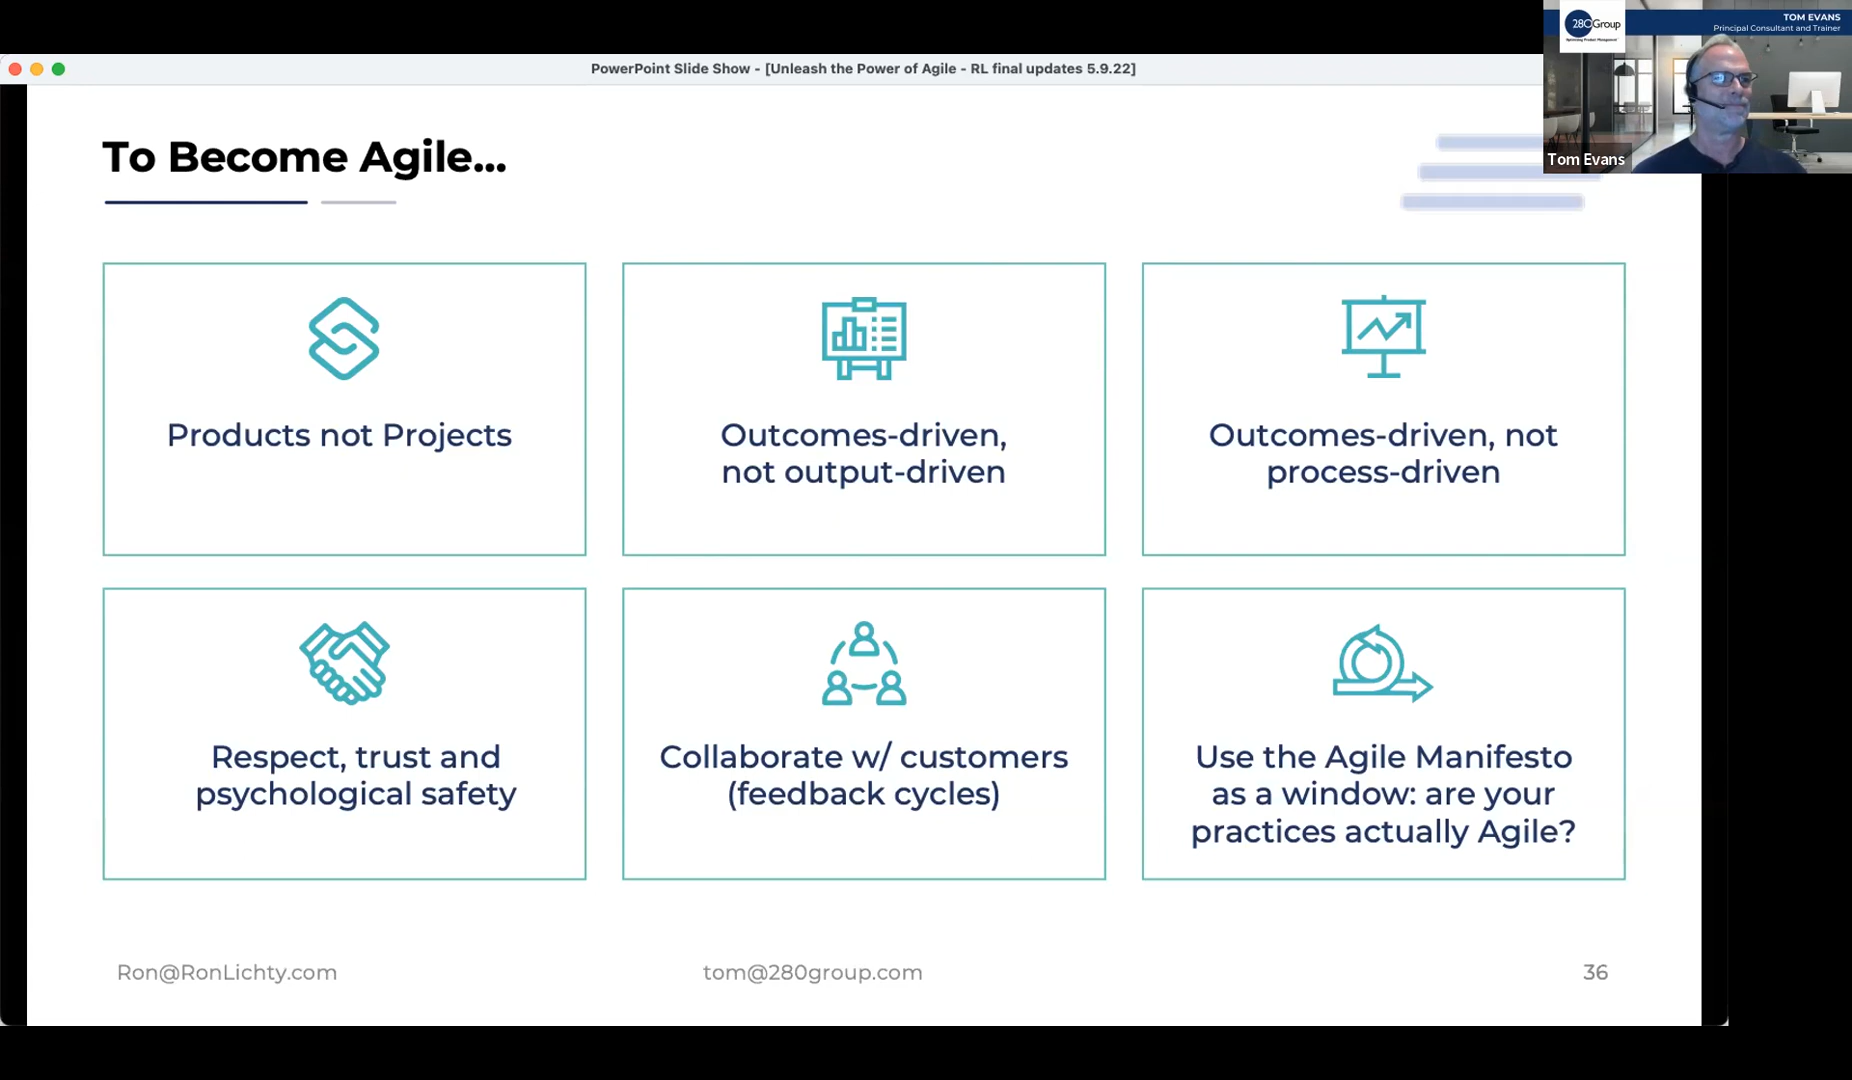 PowerPoint Slide Show - [Unleash the Power of Agile - RL final updates 5.9.22]
280Group
TOM EVANS
Principal Consultant and Trainer
Tom Evans
To Become Agile...
Products not Projects
Outcomes-driven,
not output-driven
Outcomes-driven, not
process-driven
Respect, trust and
psychological safety
Collaborate w/ customers
(feedback cycles)
Use the Agile Manifesto
as a window: are your
practices actually Agile?
Ron@RonLichty.com
tom@280group.com
36